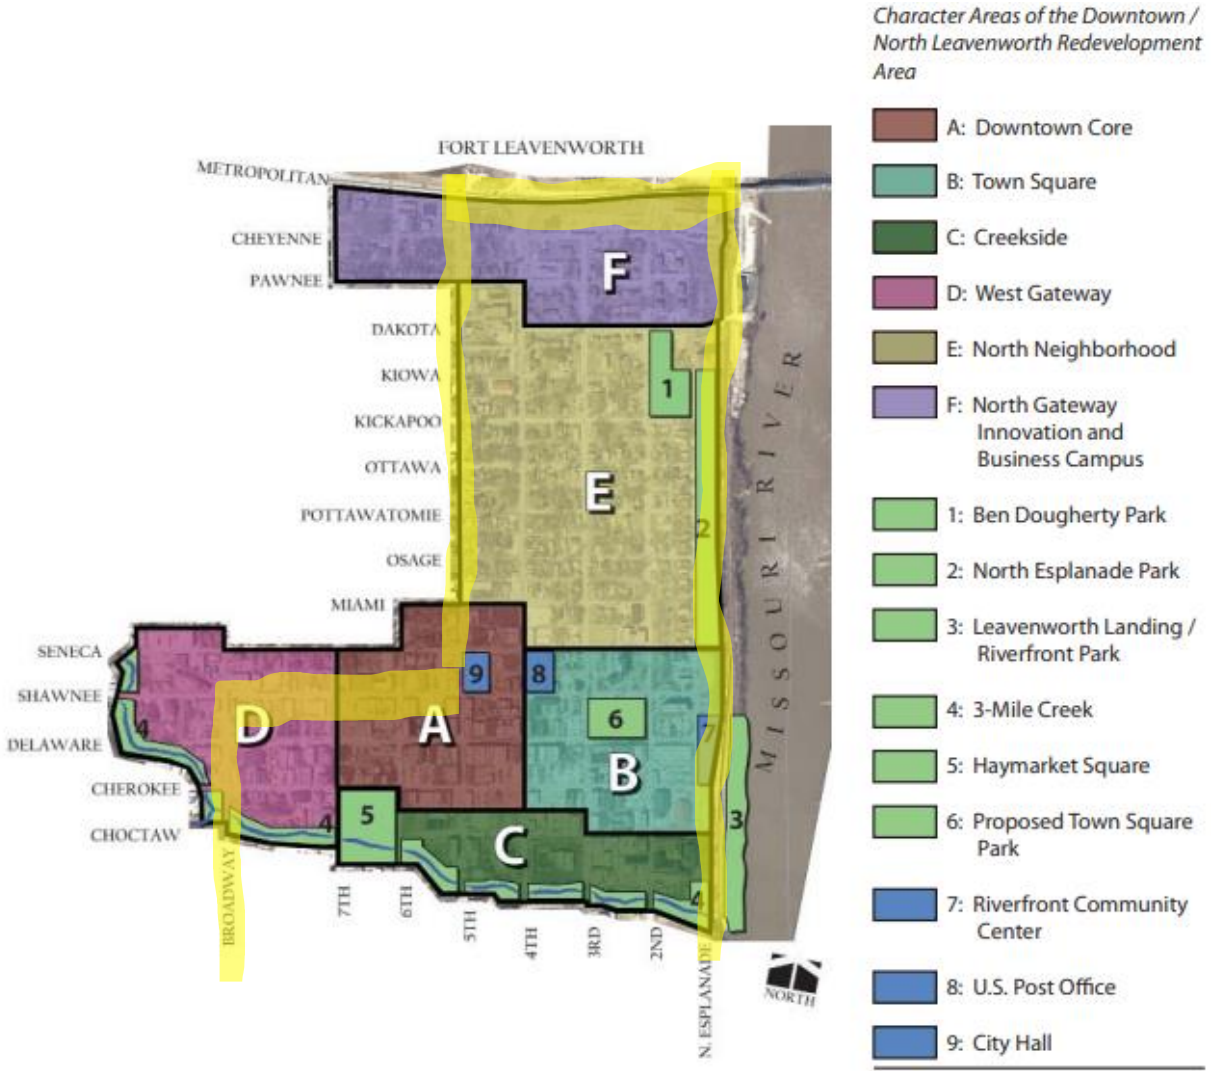 Character Areas of the Downtown /
North Leavenworth Redevelopment
Area
A: Downtown Core
B: Town Square
C: Creekside
D: West Gateway
E: North Neighborhood
F: North Gateway
Innovation and
Business Campus
1: Ben Dougherty Park
2: North Esplanade Park
3: Leavenworth Landing /
Riverfront Park
4: 3-Mile Creek
5: Haymarket Square
6: Proposed Town Square
Park
7: Riverfront Community
Center
8: U.S. Post Office
9: City Hall
FORT LEAVENWORTH
METROPOLITAN
CHEYENNE
PAWNEE
DAKOTA
KIOWA
KICKAPOO
OTTAWA
POTTAWATOMIE
OSAGE
MIAMI
SENECA
SHAWNEE
DELAWARE
CHEROKEE
CHOCTAW
F
1
E
2
MISSOURI RIVER
9
8
4
D
A
6
7
B
5
4
3
C
4
BROADWAY
7TH
6TH
5TH
4TH
3RD
2ND
N. ESPLANADE
NORTH